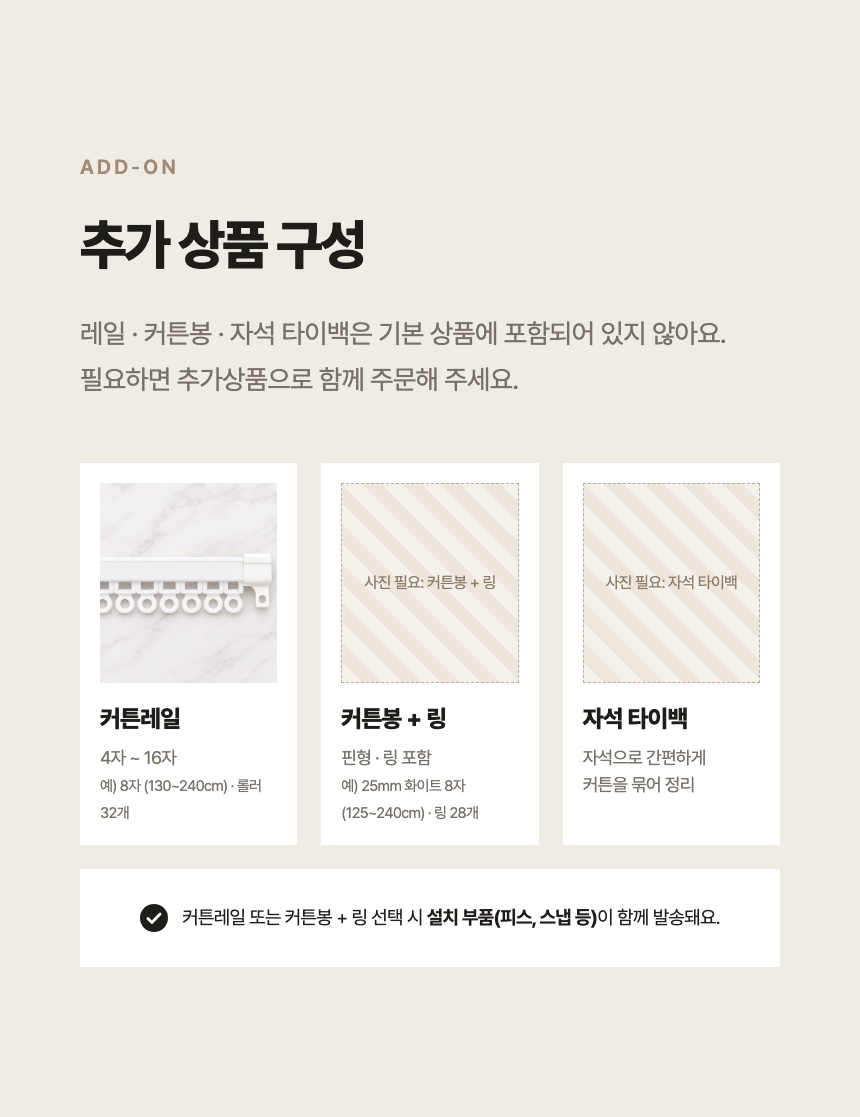 ADD-ON
추가 상품 구성
레일 · 커튼봉 · 자석 타이백은 기본 상품에 포함되어 있지 않아요.
필요하면 추가상품으로 함께 주문해 주세요.
커튼레일
4자 ~ 16자
예) 8자 (130~240cm) · 롤러
32개
사진 필요: 커튼봉 + 링
커튼봉 + 링
핀형 · 링 포함
예) 25mm 화이트 8자
(125~240cm) · 링 28개
사진 필요: 자석 타이백
자석 타이백
자석으로 간편하게
커튼을 묶어 정리
커튼레일 또는 커튼봉 + 링 선택 시 설치 부품(피스, 스냅 등)이 함께 발송돼요.